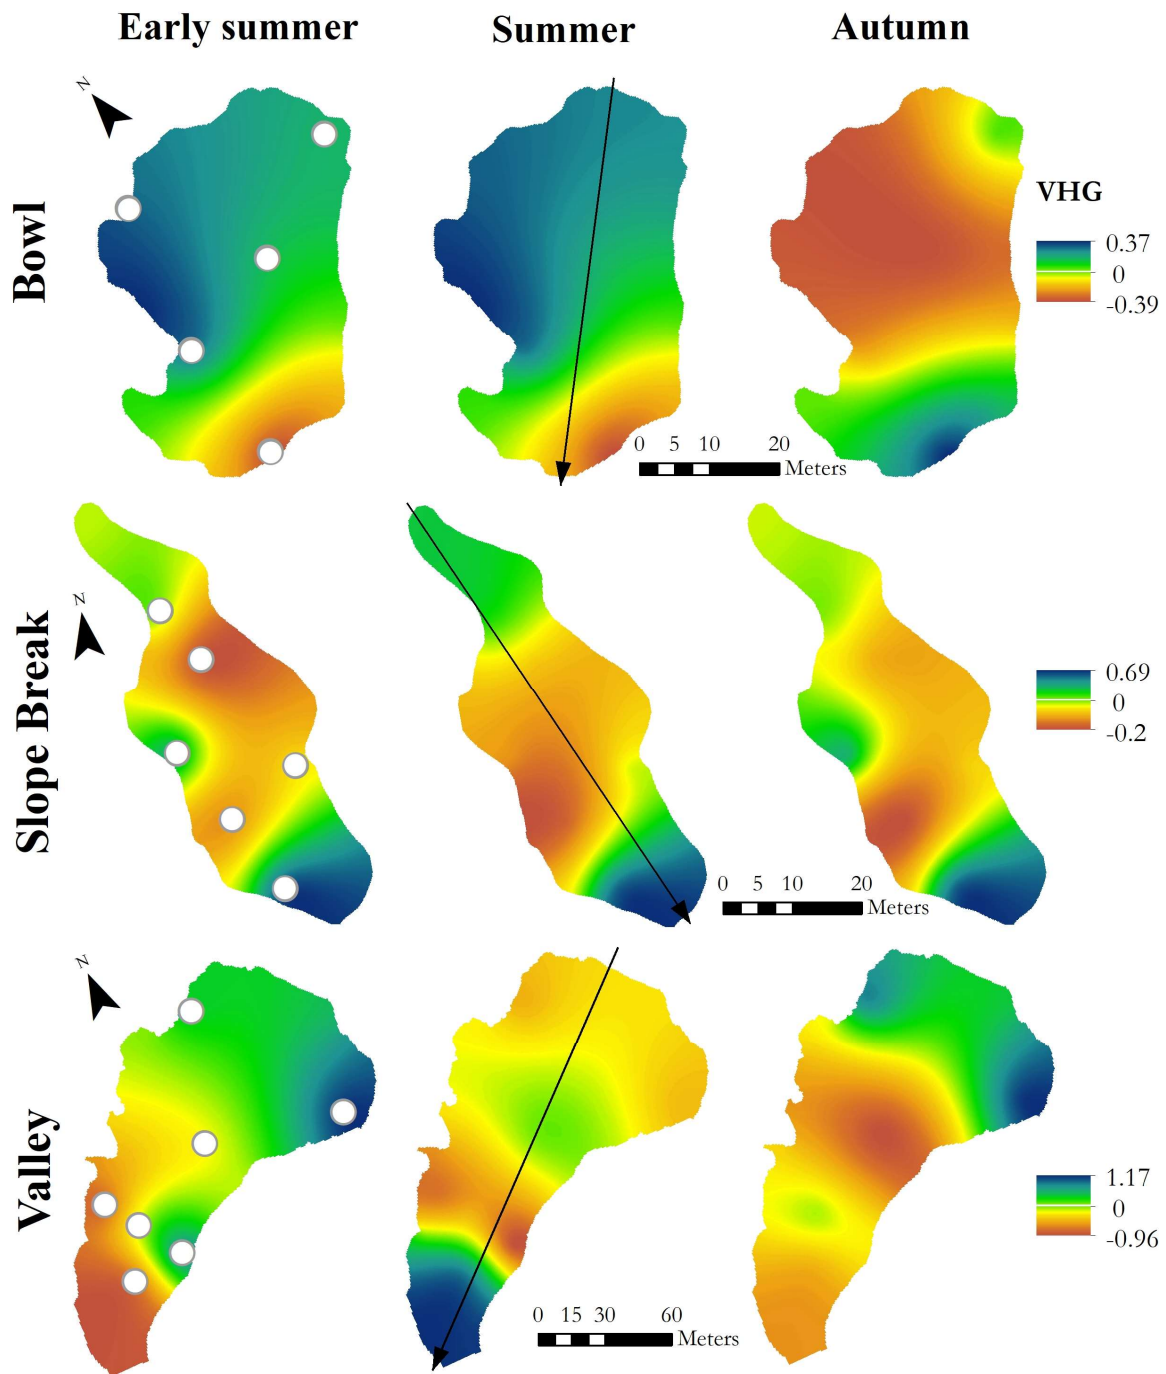 Early summer Summer Autumn
N
Bowl
VHG
0.37
0
-0.39
0 5 10 20
Meters
N
Slope Break
0.69
0
-0.2
0 5 10 20
Meters
N
Valley
1.17
0
-0.96
0 15 30 60
Meters